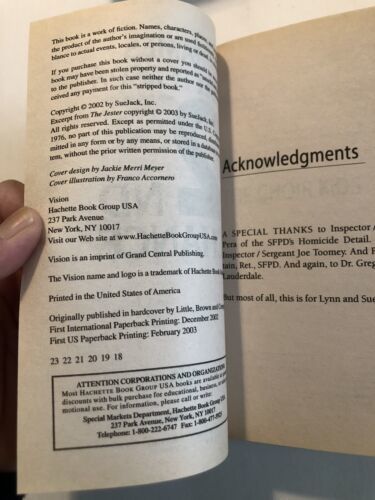 This book is a work of fiction. Names, characters, places, and
the product of the author's imagination or are used fictitiously
blance to actual events, locales, or persons, living or dead
If you purchase this book without a cover you should be
book may have been stolen property and reported as
to the publisher. In such case neither the author nor the
ceived any payment for this "stripped book."
Copyright © 2002 by SueJack, Inc.
Excerpt from The Jester copyright © 2003 by SueJack, Inc.
All rights reserved. Except as permitted under the U.S.
1976, no part of this publication may be reproduced,
mitted in any form or by any means, or stored in a
tem, without the prior written permission of the publisher.
Cover design by Jackie Merri Meyer
Cover illustration by Franco Accornero
Vision
Hachette Book Group USA
237 Park Avenue
New York, NY 10017
Visit our Web site at www.HachetteBookGroupUSA.com
Vision is an imprint of Grand Central Publishing.
The Vision name and logo is a trademark of Hachette
Printed in the United States of America
Originally published in hardcover by Little, Brown and
First International Paperback Printing: December 2002
First US Paperback Printing: February 2003
23 22 21 20 19 18
ATTENTION CORPORATIONS AND
Most HACHETTE BOOK GROUP USA books are available at
discounts with bulk purchase for educational, business, or
motional use. For information, please call or write:
Special Markets Department, Hachette Book Group USA
237 Park Avenue, New York, NY 10017
Telephone: 1-800-222-6747 Fax: 1-800-477-5925
Acknowledgments
A SPECIAL THANKS to Inspector
Pera of the SFPD's Homicide Detail.
Inspector/Sergeant Joe Toomey. And
tain, Ret., SFPD. And again, to Dr. Greg
Lauderdale.
But most of all, this is for Lynn and Sue